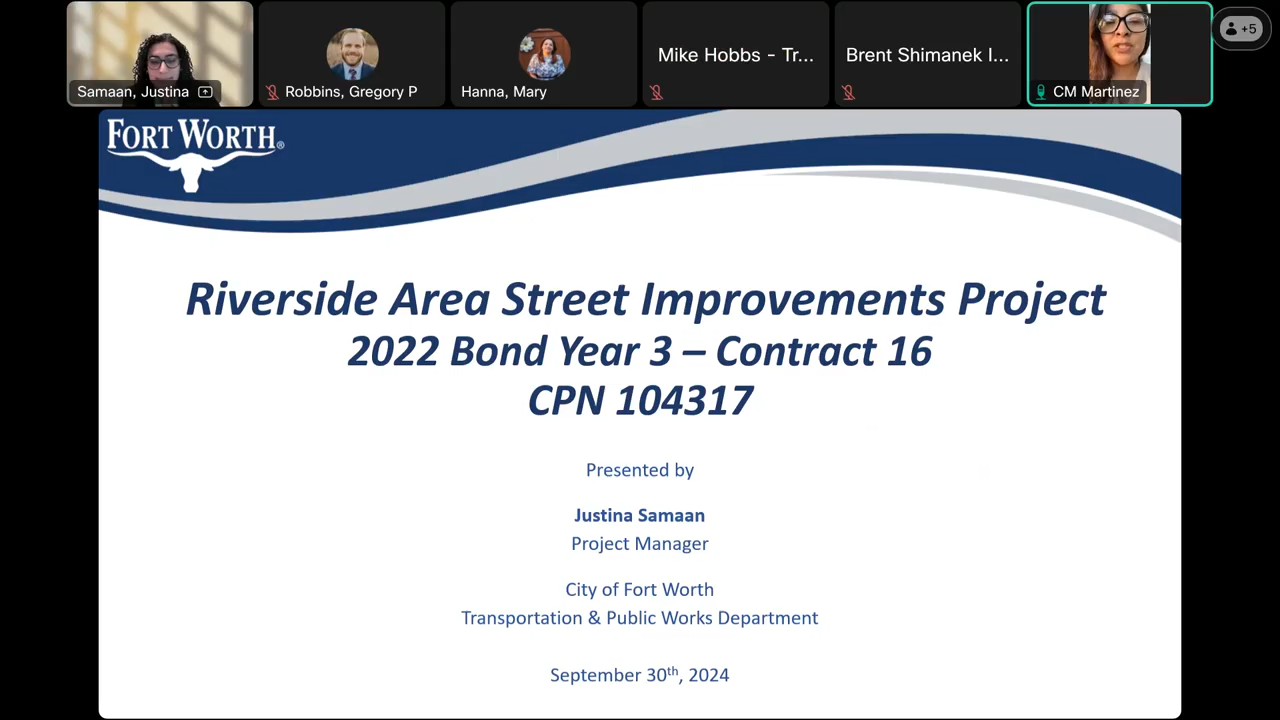 Samaan, Justina
Robbins, Gregory P
Hanna, Mary
Mike Hobbs - Tr...
Brent Shimanek I...
CM Martinez
+5
FORT WORTH®
Riverside Area Street Improvements Project
2022 Bond Year 3 – Contract 16
CPN 104317
Presented by
Justina Samaan
Project Manager
City of Fort Worth
Transportation & Public Works Department
September 30th, 2024